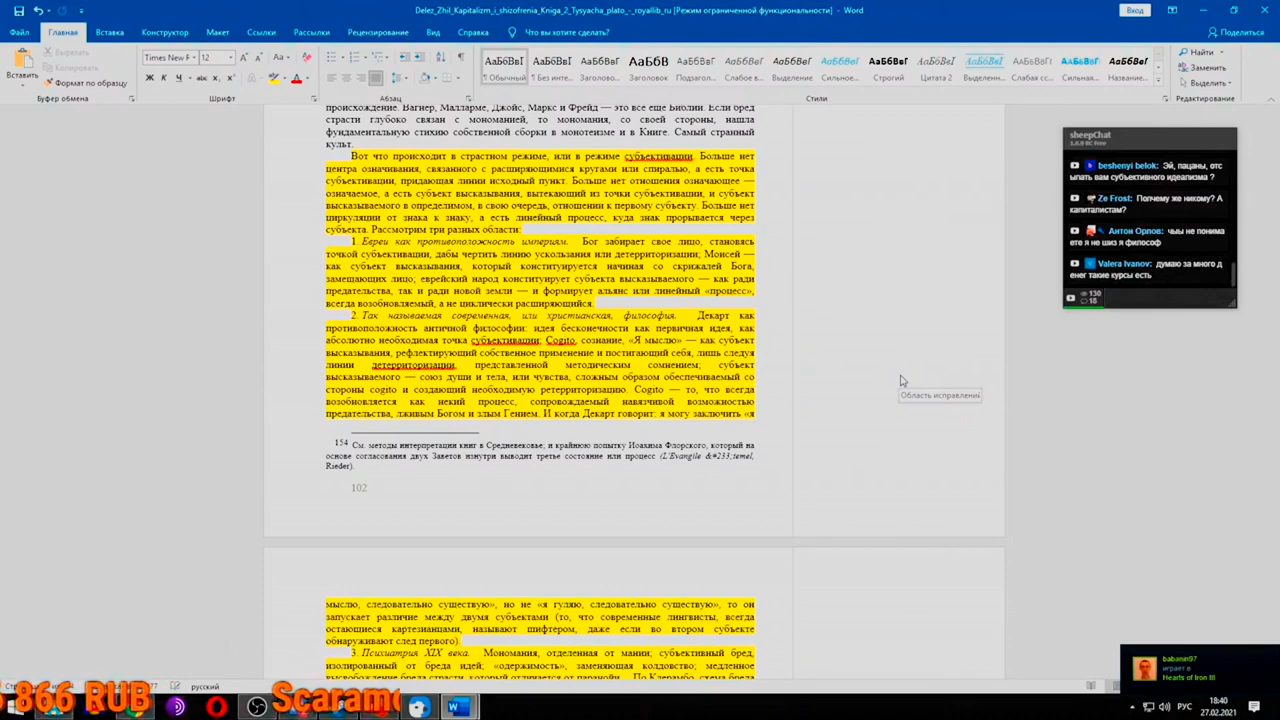 Delez_Zhil_Kapitalizm_i_shizofrenia_Kniga_2_Tysyacha_plato_-_royallib_ru [Режим ограниченной функциональности] - Word
Вход
Файл Главная Вставка Конструктор Макет Ссылки Рассылки Рецензирование Вид Справка Что вы хотите сделать? Поделиться
Вырезать
Копировать
Формат по образцу
Вставить
Times New F 12
Ж К Ч
АаБбВвГ АаБбВвГ АаБбВ АаБбВ АаБбВвГ АаБбВвГ АаБбВвГ АаБбВвГ АаБбВвГ АаБбВвГ АаБбВвГ АаБбВвГ АаБбВвГ
¶ Обычный ¶ Без инте... Заголово... Заголовок Подзагол... Слабое в... Выделение Сильное... Строгий Цитата 2 Выделенн... Слабая сс... Сильная... Название...
Найти
Заменить
Выделить
Буфер обмена Шрифт Абзац Стили Редактирование
происхождение. Вагнер, Малларме, Джойс, Маркс и Фрейд — это все еще Библии. Если бред
страсти глубоко связан с мономанией, то мономания, со своей стороны, нашла
фундаментальную стихию собственной сборки в монотеизме и в Книге. Самый странный
культ.
Вот что происходит в страстном режиме, или в режиме субъективации. Больше нет
центра означивания, связанного с расширяющимися кругами или спиралью, а есть точка
субъективации, придающая линии исходный пункт. Больше нет отношения означающее —
означаемое, а есть субъект высказывания, вытекающий из точки субъективации, и субъект
высказываемого в определимом, в свою очередь, отношении к первому субъекту. Больше нет
циркуляции от знака к знаку, а есть линейный процесс, куда знак прорывается через
субъекта. Рассмотрим три разных области:
1. Евреи как противоположность империям. Бог забирает свое лицо, становясь
точкой субъективации, дабы чертить линию ускользания или детерриторизации; Моисей —
как субъект высказывания, который конституируется начиная со скрижалей Бога,
замещающих лицо; еврейский народ конституирует субъекта высказываемого — как ради
предательства, так и ради новой земли — и формирует альянс или линейный «процесс»,
всегда возобновляемый, а не циклически расширяющийся.
2. Так называемая современная, или христианская, философия. Декарт как
противоположность античной философии: идея бесконечности как первичная идея, как
абсолютно необходимая точка субъективации; Cogito, сознание, «Я мыслю» — как субъект
высказывания, рефлектирующий собственное применение и постигающий себя, лишь следуя
линии детерриторизации, представленной методическим сомнением; субъект
высказываемого — союз души и тела, или чувства, сложным образом обеспечиваемый со
стороны cogito и создающий необходимую ретерриторизацию. Cogito — то, что всегда
возобновляется как некий процесс, сопровождаемый навязчивой возможностью
предательства, лживым Богом и злым Гением. И когда Декарт говорит: я могу заключить «я
154 См. методы интерпретации книг в Средневековье; и крайнюю попытку Иоахима Флорского, который на
основе согласования двух Заветов изнутри выводит третье состояние или процесс (L'Evangile &#233;temel,
Rieder).
102
мыслю, следовательно существую», но не «я гуляю, следовательно существую», то он
запускает различие между двумя субъектами (то, что современные лингвисты, всегда
остающиеся картезианцами, называют шифтером, даже если во втором субъекте
обнаруживают след первого).
3. Психиатрия XIX века. Мономания, отделенная от мании; субъективный бред,
изолированный от бреда идей; «одержимость», заменяющая колдовство; медленное
Область исправлений
sheepChat
beshenyi belok: Эй, пацаны, отс
ыпать вам субъективного идеализма ?
Ze Frost: Попчему же никому? А
капиталистам?
Антон Орлов: чыы не понима
ете я не шиз я философ
Valera Ivanov: думаю за много д
енег такие курсы есть
130
18
babanin97
играет в
Hearts of Iron III
русский
866 RUB
Scaramo
РУС
18:40
27.02.2021